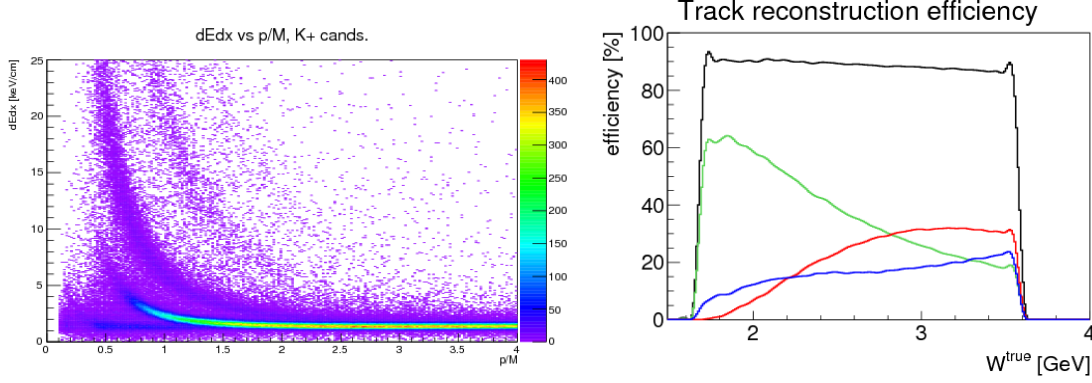 dEdx vs p/M, K+ cands.
dEdx [keV/cm]
25
20
15
10
5
0
0 0.5 1 1.5 2 2.5 3 3.5 4
p/M
400
350
300
250
200
150
100
50
0
Track reconstruction efficiency
efficiency [%]
100
80
60
40
20
0
2 3 4
W^true [GeV]